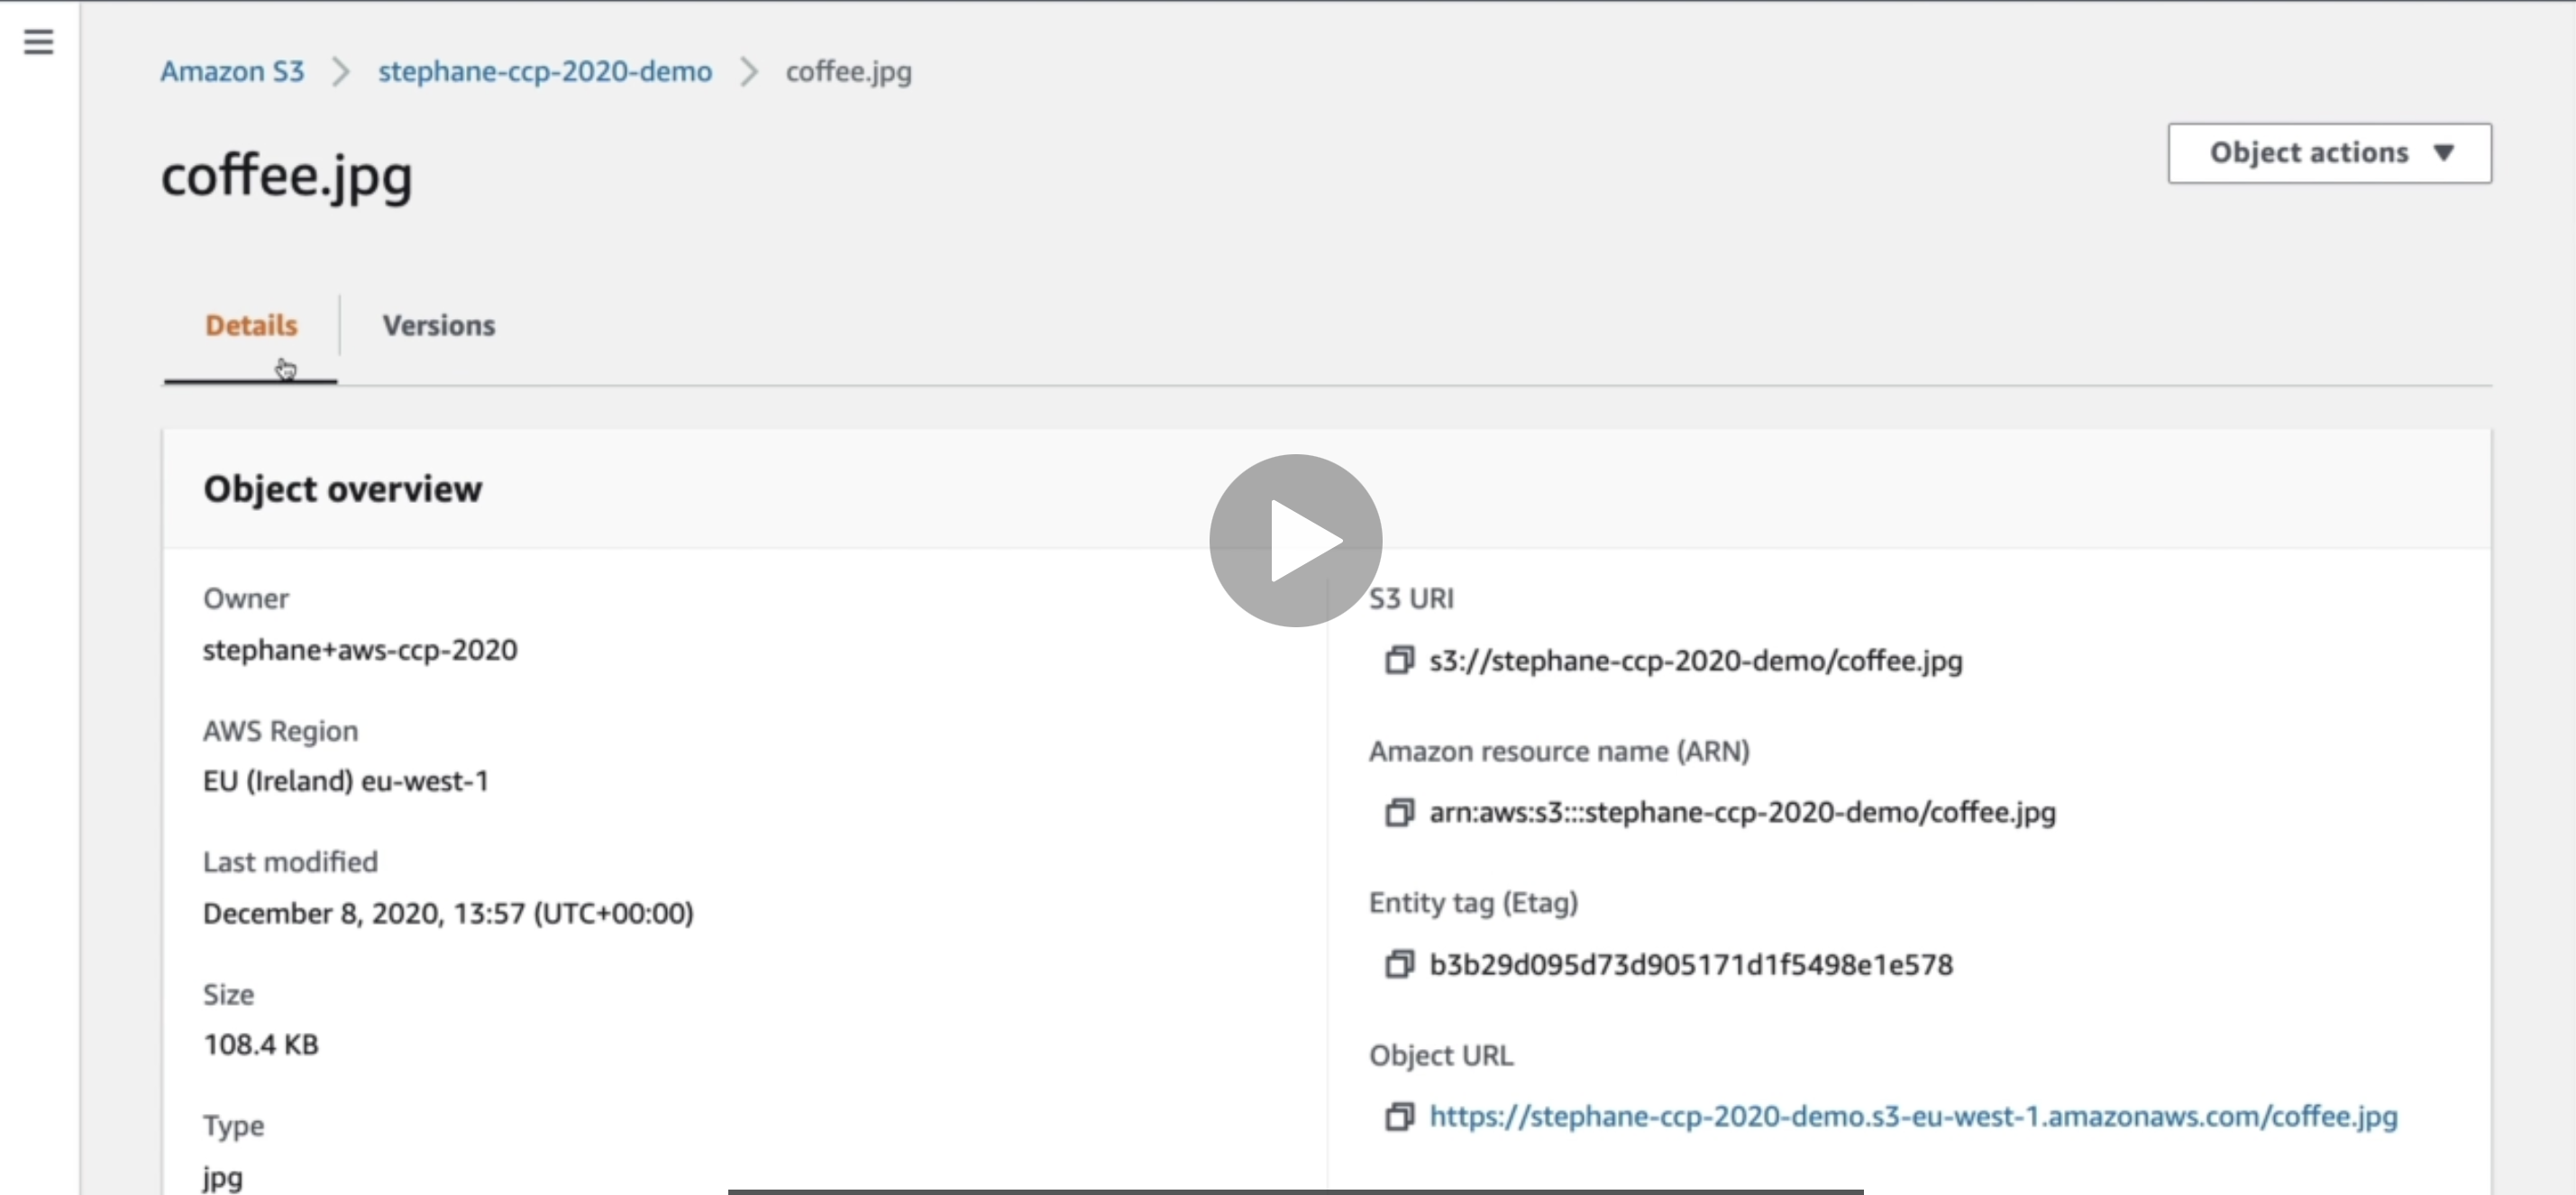 Amazon S3 > stephane-ccp-2020-demo > coffee.jpg
coffee.jpg
Object actions
Details
Versions
Object overview
Owner
stephane+aws-ccp-2020
AWS Region
EU (Ireland) eu-west-1
Last modified
December 8, 2020, 13:57 (UTC+00:00)
Size
108.4 KB
Type
jpg
S3 URI
s3://stephane-ccp-2020-demo/coffee.jpg
Amazon resource name (ARN)
arn:aws:s3:::stephane-ccp-2020-demo/coffee.jpg
Entity tag (Etag)
b3b29d095d73d905171d1f5498e1e578
Object URL
https://stephane-ccp-2020-demo.s3-eu-west-1.amazonaws.com/coffee.jpg